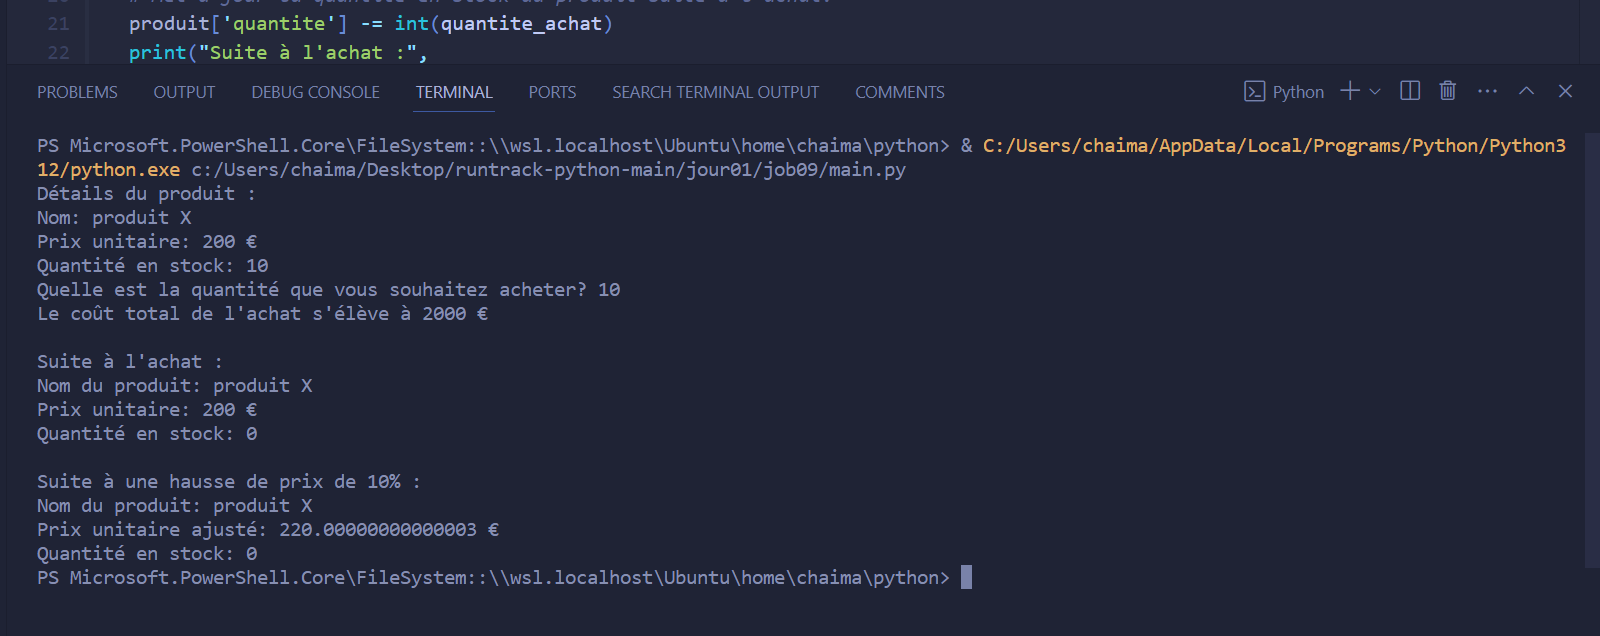 21 produit['quantite'] -= int(quantite_achat)
22 print("Suite à l'achat :",
PROBLEMS OUTPUT DEBUG CONSOLE TERMINAL PORTS SEARCH TERMINAL OUTPUT COMMENTS Python
PS Microsoft.PowerShell.Core\FileSystem::\\wsl.localhost\Ubuntu\home\chaima\python> & C:/Users/chaima/AppData/Local/Programs/Python/Python3
12/python.exe c:/Users/chaima/Desktop/runtrack-python-main/jour01/job09/main.py
Détails du produit :
Nom: produit X
Prix unitaire: 200 €
Quantité en stock: 10
Quelle est la quantité que vous souhaitez acheter? 10
Le coût total de l'achat s'élève à 2000 €
Suite à l'achat :
Nom du produit: produit X
Prix unitaire: 200 €
Quantité en stock: 0
Suite à une hausse de prix de 10% :
Nom du produit: produit X
Prix unitaire ajusté: 220.00000000000003 €
Quantité en stock: 0
PS Microsoft.PowerShell.Core\FileSystem::\\wsl.localhost\Ubuntu\home\chaima\python>